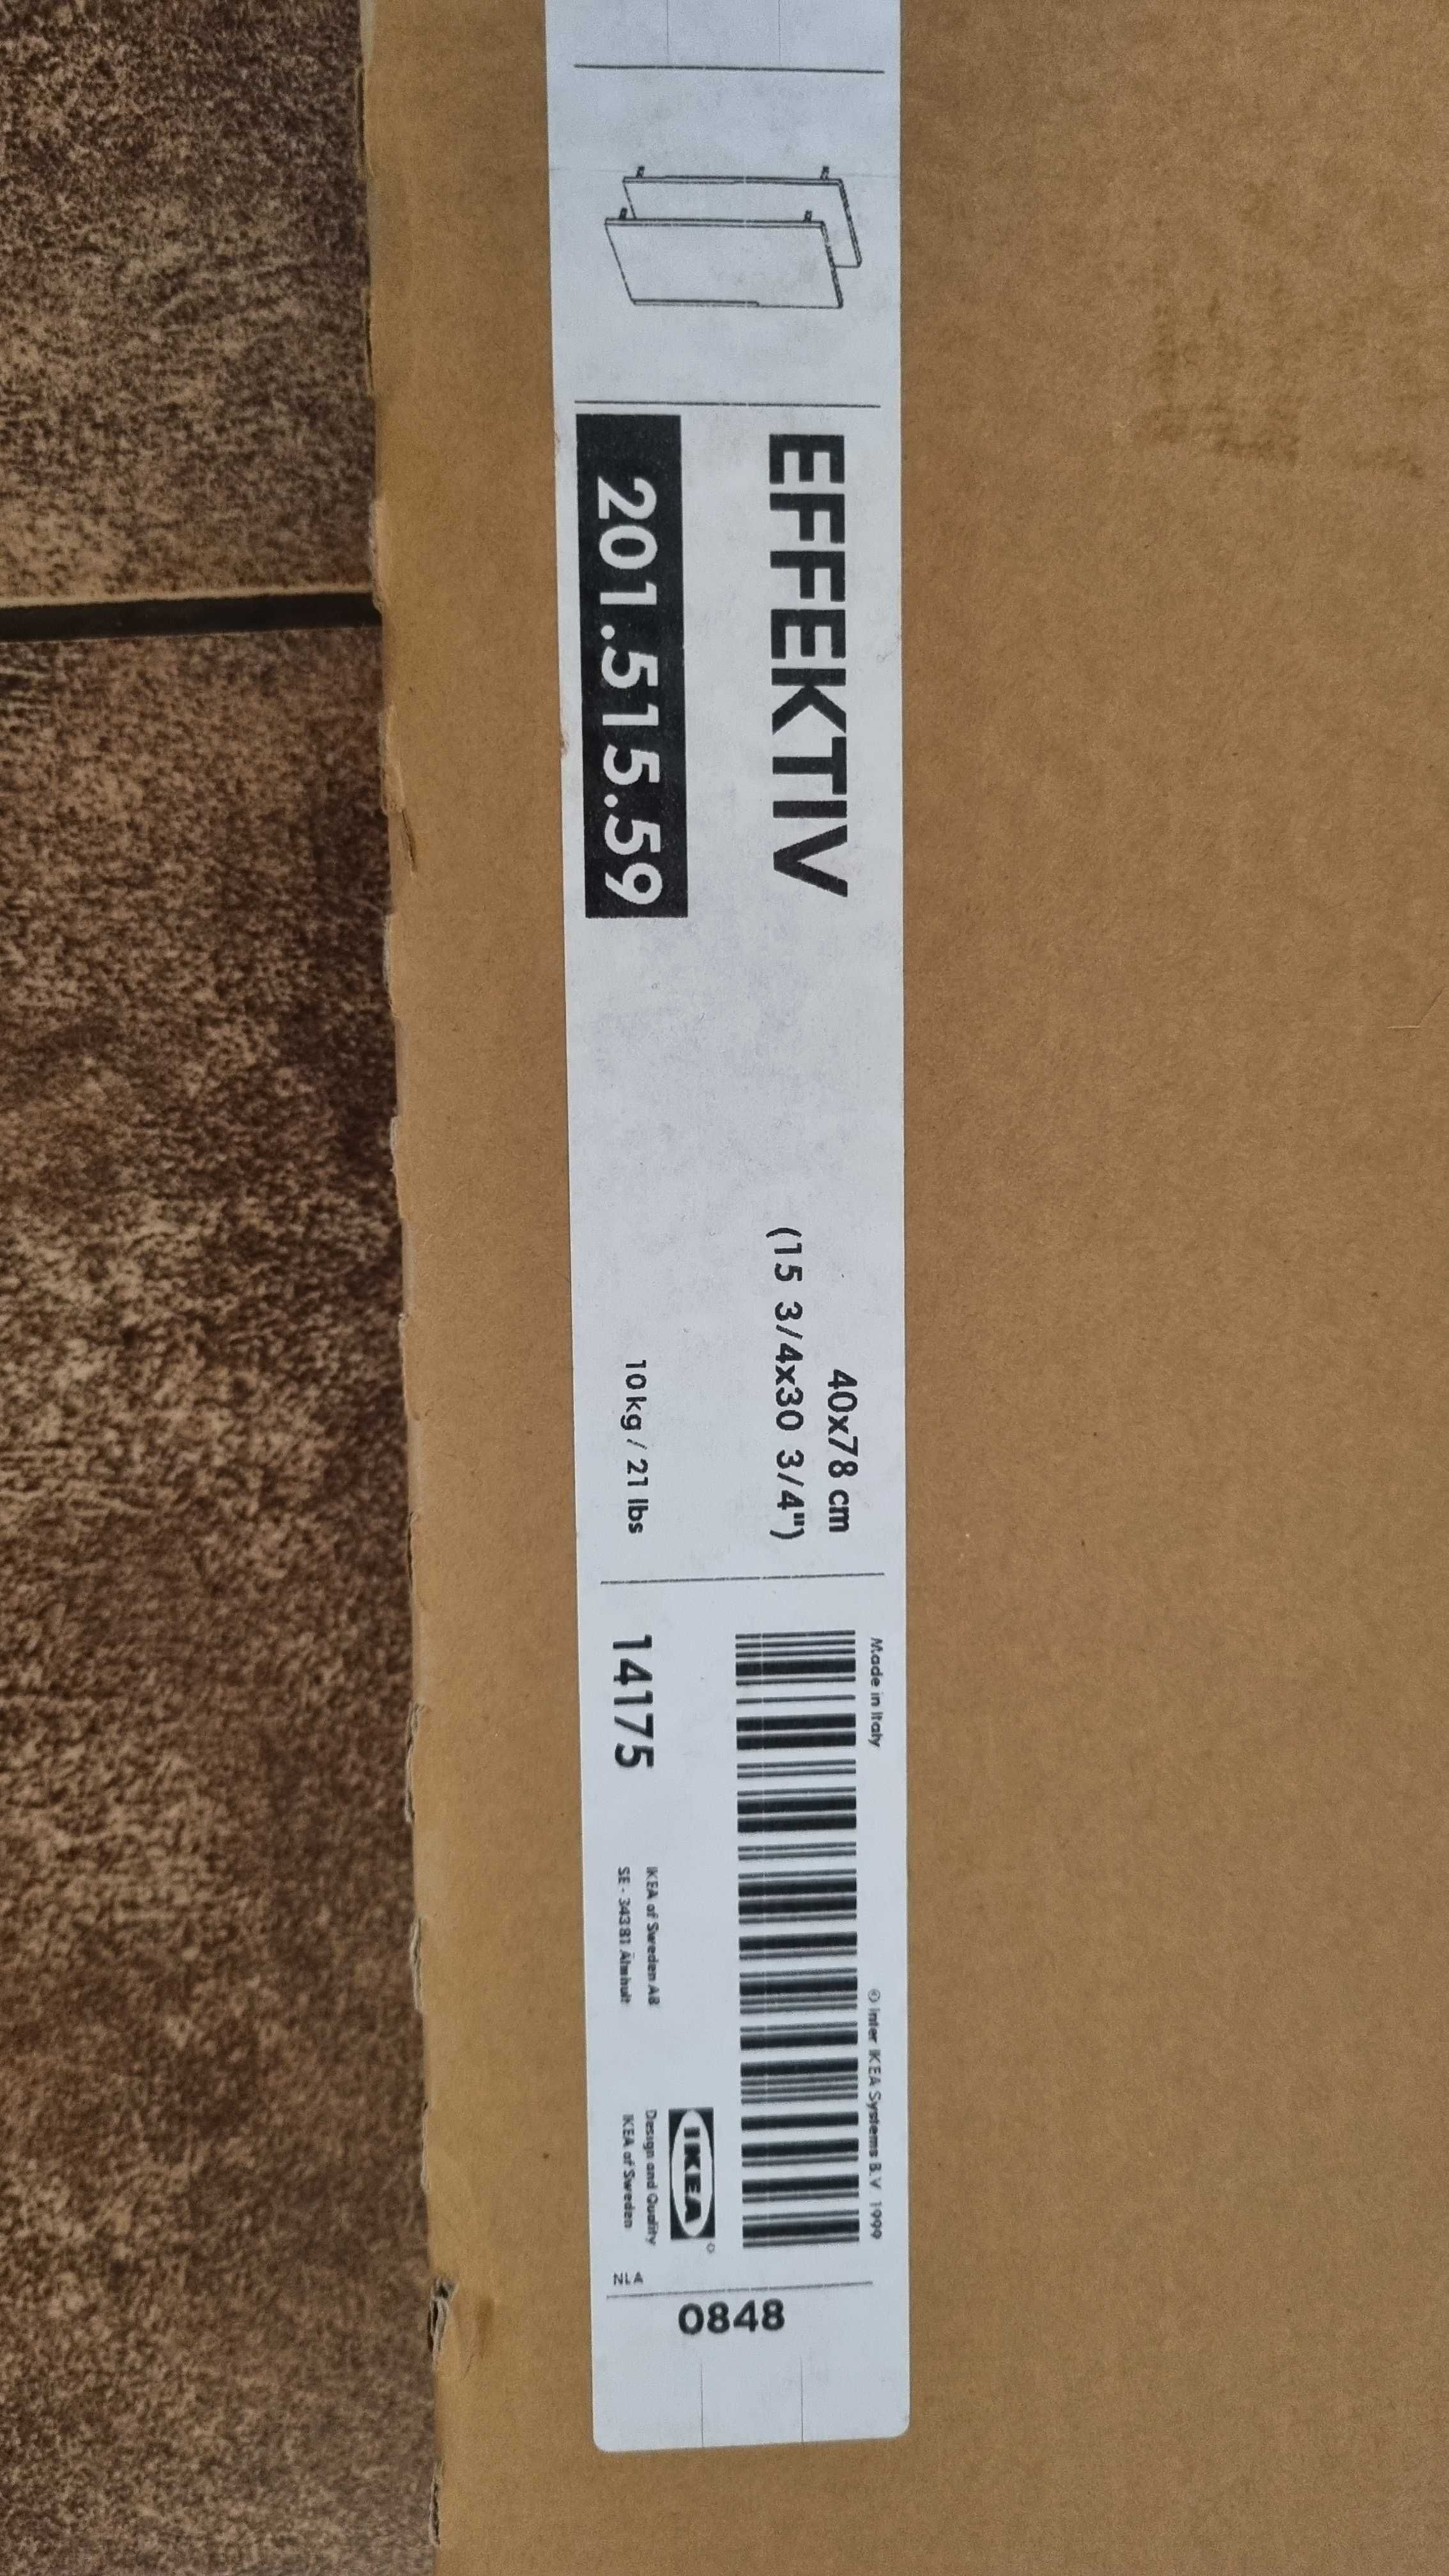 EFFEKTIV
201.515.59
40x78 cm
(15 3/4x30 3/4")
10 kg / 21 lbs
Made in Italy
© Inter IKEA Systems B.V. 1999
14175
IKEA of Sweden AB
SE - 343 81 Älmhult
IKEA
Design and Quality
IKEA of Sweden
NLA
0848